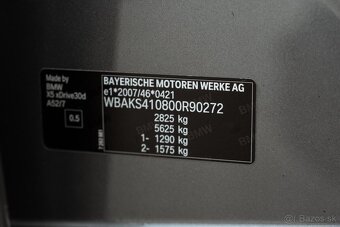 Made by
BMW
X5 xDrive30d
A52/7
0.5
BAYERISCHE MOTOREN WERKE AG
e1*2007/46*0421
WBAKS410800R90272
2825 kg
5625 kg
1- 1290 kg
2- 1575 kg
© Bazos.sk